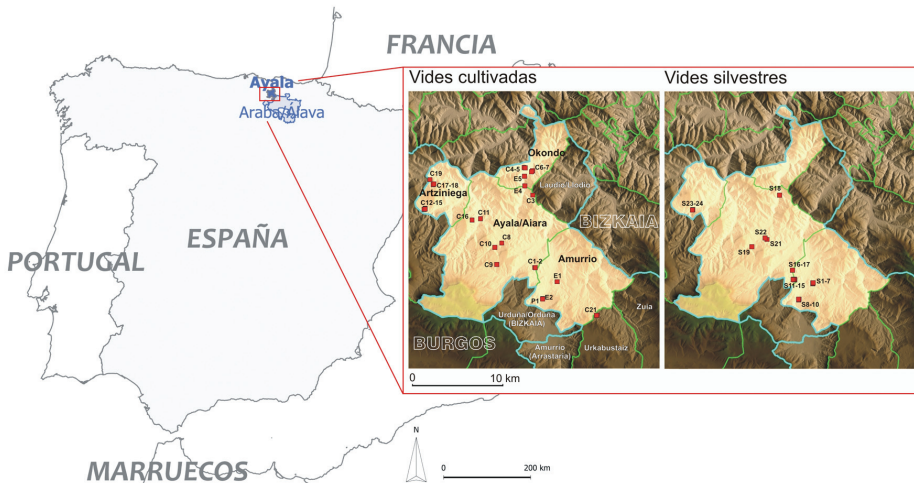 FRANCIA
Ayala
Araba/Álava
ESPAÑA
PORTUGAL
MARRUECOS
Vides cultivadas
Okondo
C4-5
C6-7
E5
E4
Laudio/Llodio
C3
C19
C17-18
Artziniega
C12-15
C16
C11
Ayala/Aiara
BIZKAIA
C8
C10
C9
C1-2
Amurrio
E1
P1
E2
C21
Zuia
Urduña/Orduña
(BIZKAIA)
BURGOS
Amurrio
(Arrastaria)
Urkabustaiz
0
10 km
Vides silvestres
S18
S23-24
S22
S21
S19
S16-17
S11-15
S1-7
S8-10
N
0
200 km